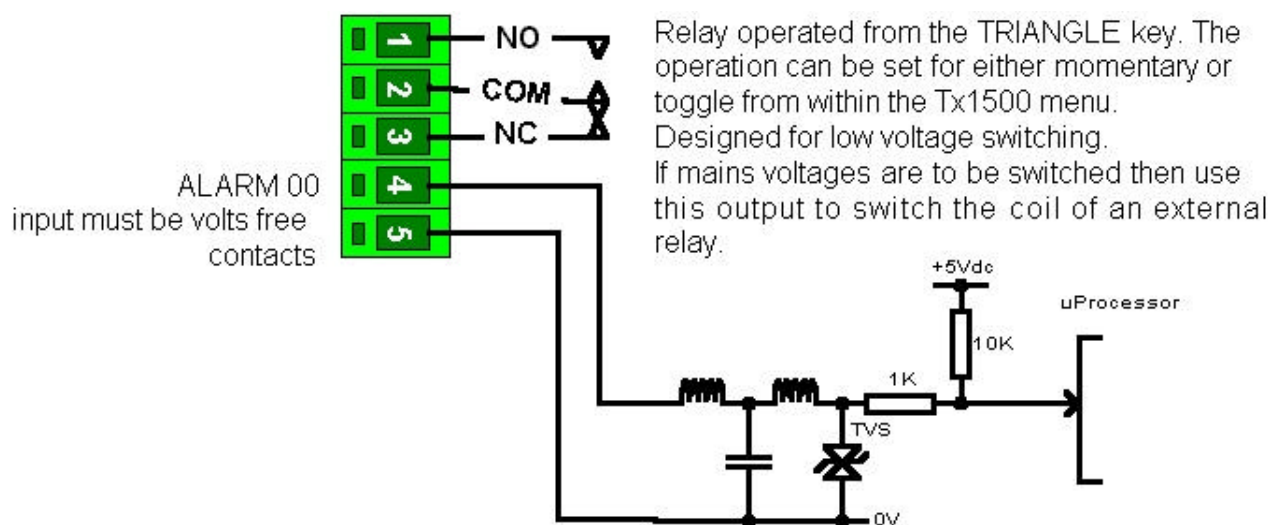 1 NO
2 COM
3 NC
4
5
Relay operated from the TRIANGLE key. The
operation can be set for either momentary or
toggle from within the Tx1500 menu.
Designed for low voltage switching.
If mains voltages are to be switched then use
this output to switch the coil of an external
relay.
ALARM 00
input must be volts free
contacts
+5Vdc
uProcessor
10K
1K
TVS
0V